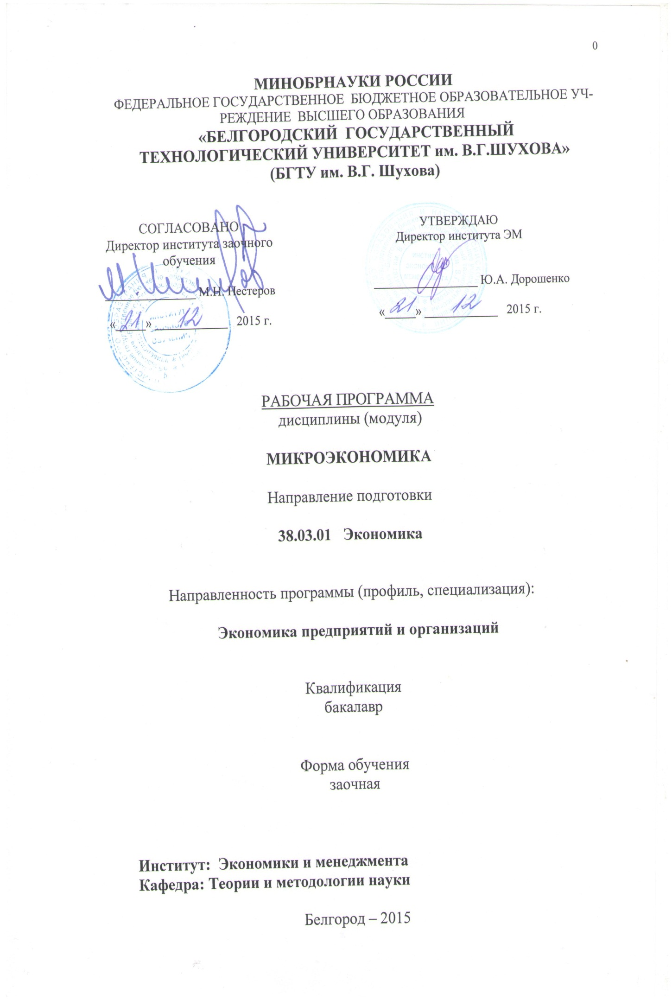 0
МИНОБРНАУКИ РОССИИ
ФЕДЕРАЛЬНОЕ ГОСУДАРСТВЕННОЕ БЮДЖЕТНОЕ ОБРАЗОВАТЕЛЬНОЕ УЧ-
РЕЖДЕНИЕ ВЫСШЕГО ОБРАЗОВАНИЯ
«БЕЛГОРОДСКИЙ ГОСУДАРСТВЕННЫЙ
ТЕХНОЛОГИЧЕСКИЙ УНИВЕРСИТЕТ им. В.Г.ШУХОВА»
(БГТУ им. В.Г. Шухова)
СОГЛАСОВАНО
Директор института заочного
обучения
М.Н. Нестеров
«21» 12 2015 г.
УТВЕРЖДАЮ
Директор института ЭМ
Ю.А. Дорошенко
«21» 12 2015 г.
РАБОЧАЯ ПРОГРАММА
дисциплины (модуля)
МИКРОЭКОНОМИКА
Направление подготовки
38.03.01 Экономика
Направленность программы (профиль, специализация):
Экономика предприятий и организаций
Квалификация
бакалавр
Форма обучения
заочная
Институт: Экономики и менеджмента
Кафедра: Теории и методологии науки
Белгород – 2015